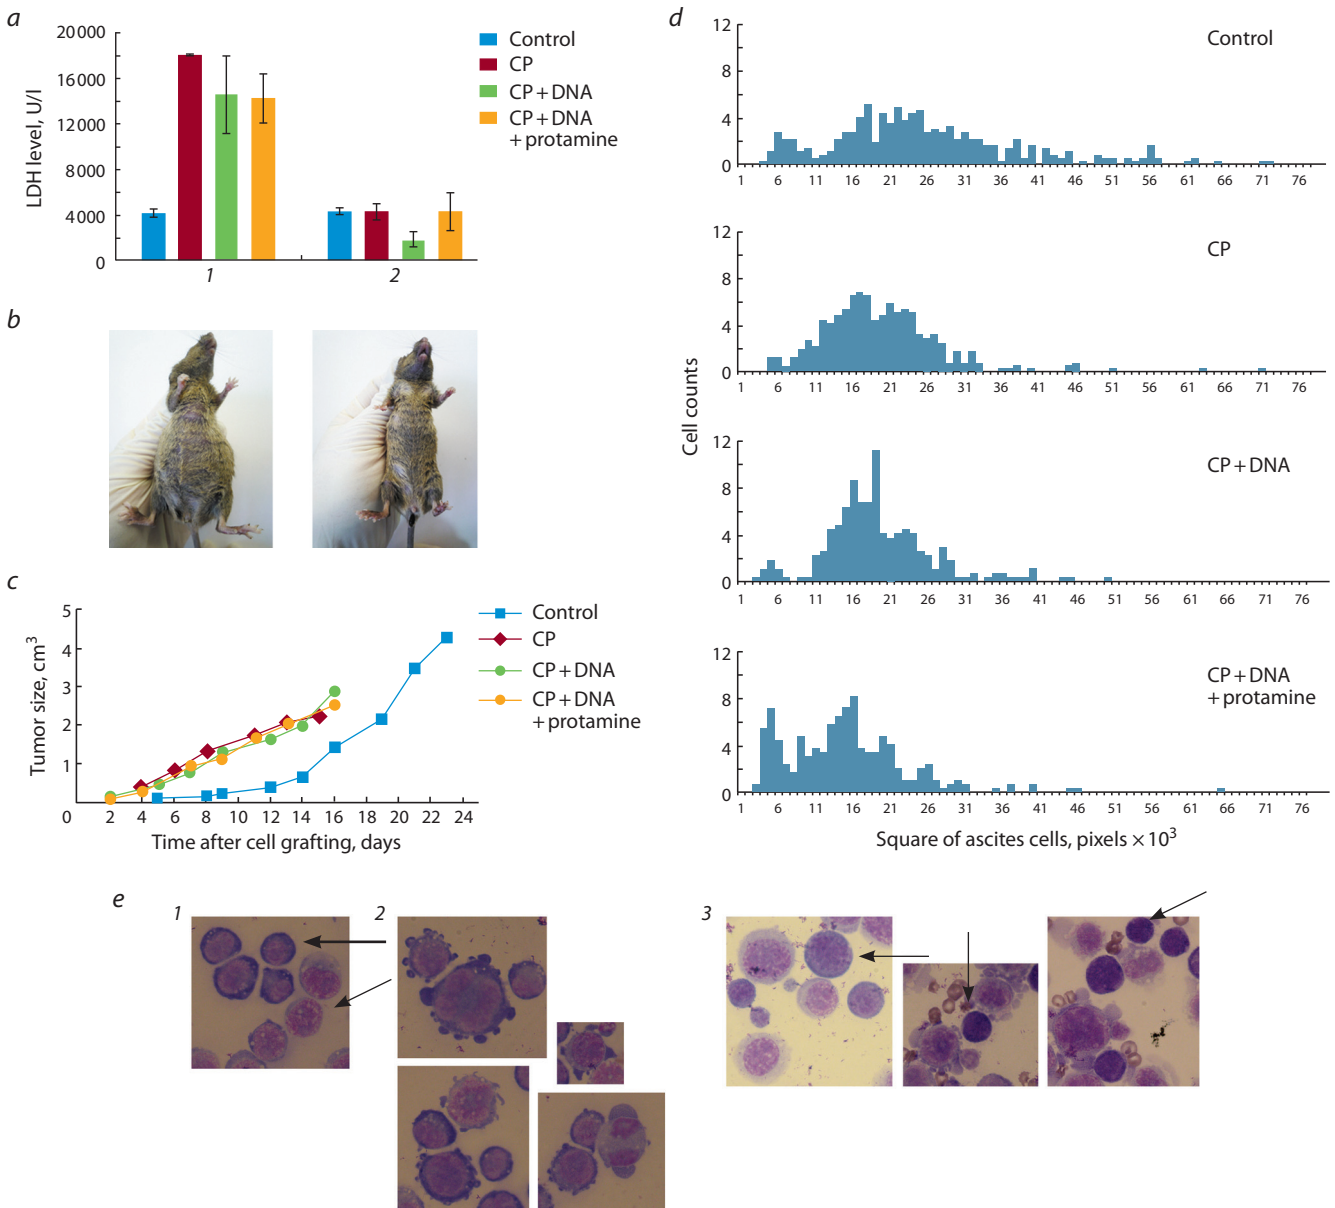 a
LDH level, U/l
20 000
16 000
12 000
8000
4000
0
1
2
Control
CP
CP + DNA
CP + DNA
+ protamine
b
c
Tumor size, cm³
5
4
3
2
1
0 2 4 6 8 10 12 14 16 18 20 22 24
Time after cell grafting, days
Control
CP
CP + DNA
CP + DNA
+ protamine
d
Cell counts
12
8
4
0
Control
1 6 11 16 21 26 31 36 41 46 51 56 61 66 71 76
12
8
4
0
CP
1 6 11 16 21 26 31 36 41 46 51 56 61 66 71 76
12
8
4
0
CP + DNA
1 6 11 16 21 26 31 36 41 46 51 56 61 66 71 76
12
8
4
0
CP + DNA
+ protamine
1 6 11 16 21 26 31 36 41 46 51 56 61 66 71 76
Square of ascites cells, pixels × 10³
e
1
2
3